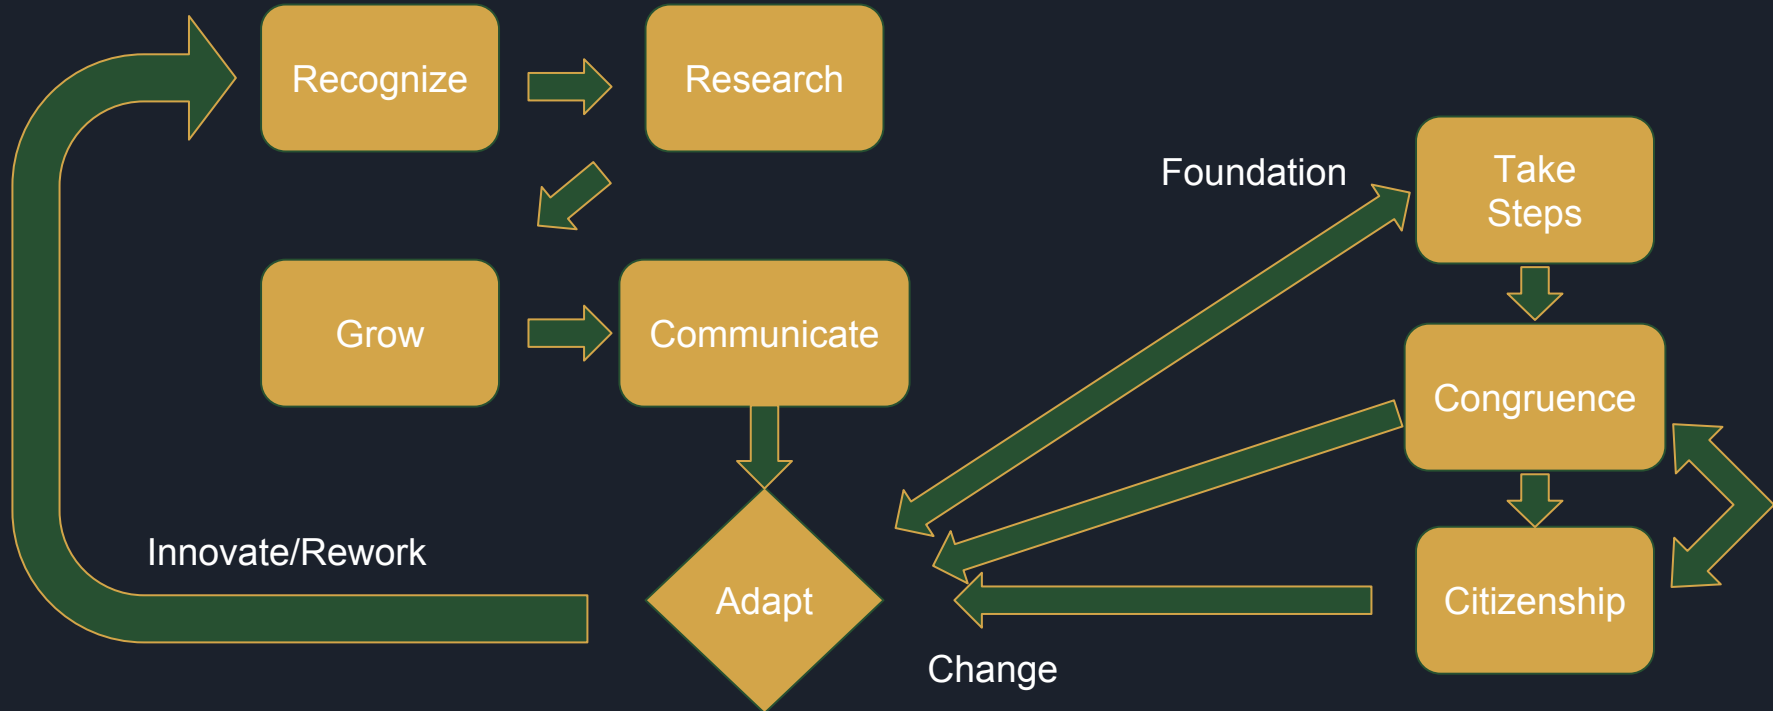 Recognize
Research
Grow
Communicate
Adapt
Innovate/Rework
Foundation
Take
Steps
Congruence
Citizenship
Change